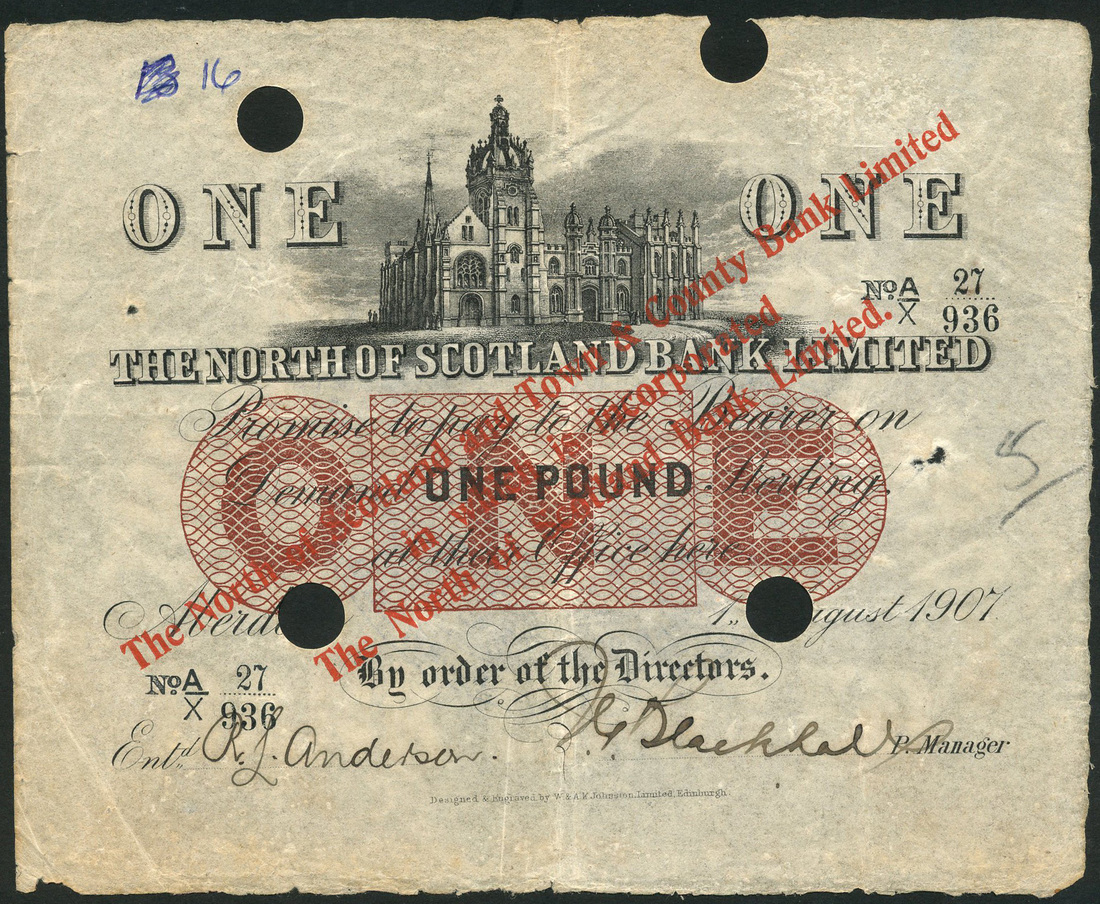 16
ONE ONE
No. A/X 27/936
THE NORTH OF SCOTLAND BANK LIMITED
Promise to pay to the Bearer on
Demand ONE POUND Sterling,
at their Office here
ONE
The North of Scotland and Town & County Bank Limited
in which is incorporated
The North of Scotland Bank Limited.
1st August 1907
By order of the Directors.
No. A/X 27/936
Entd. R. J. Anderson. Blackhall P. Manager
Designed & Engraved by W. & A.K. Johnston, Limited, Edinburgh.
5